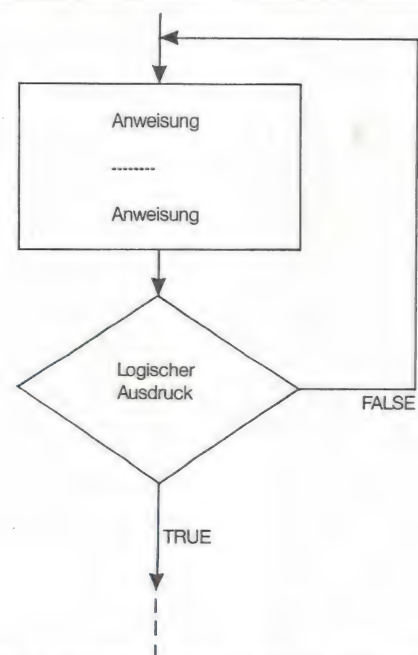 Anweisung
---------
Anweisung
Logischer
Ausdruck
FALSE
TRUE